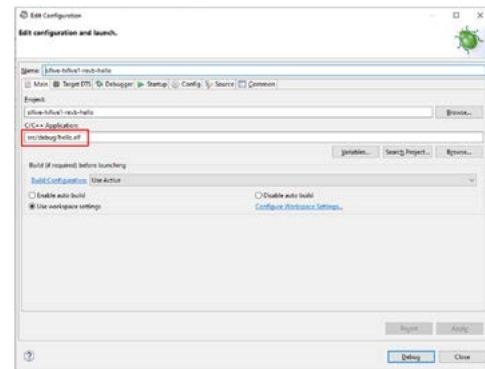 Edit Configuration
Edit configuration and launch.
Name: sifive-hifive1-revb-hello
Main Target DTS Debugger Startup Config Source Common
Project:
sifive-hifive1-revb-hello
Browse...
C/C++ Application:
src/debug/hello.elf
Variables... Search Project... Browse...
Build (if required) before launching
Build Configuration: Use Active
Enable auto build Disable auto build
Use workspace settings Configure Workspace Settings...
Revert Apply
Debug Close